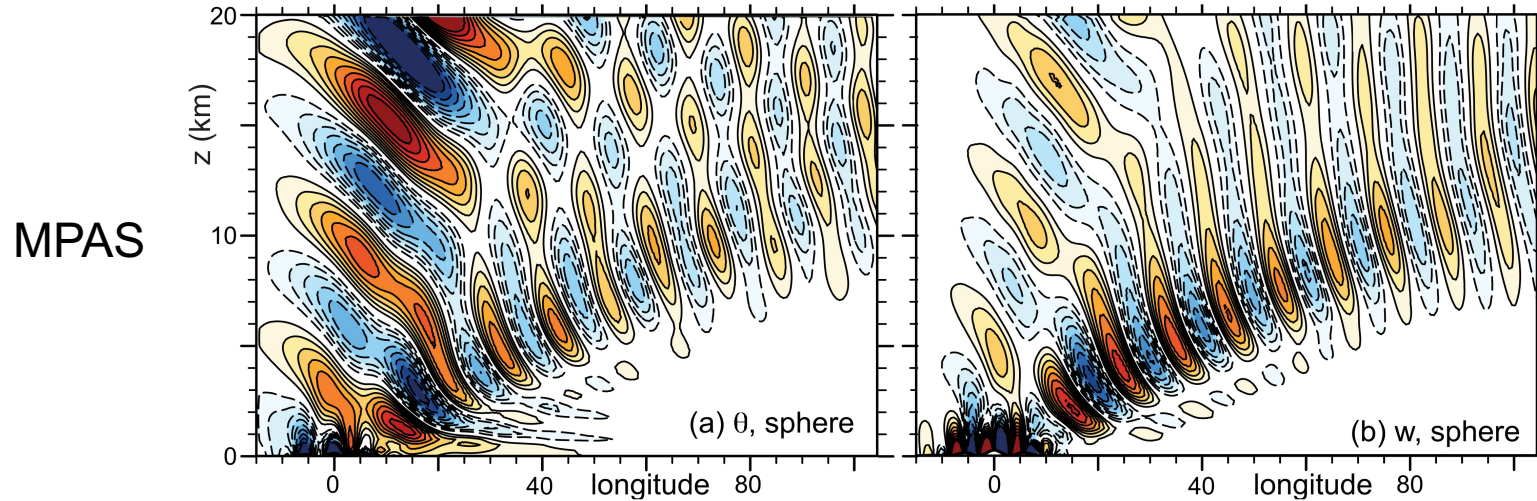 MPAS
z (km)
20
10
0
(a) θ, sphere
(b) w, sphere
0 40 longitude 80
0 40 longitude 80